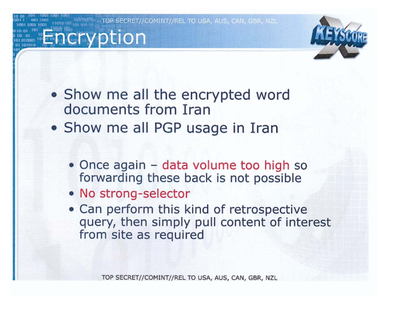 TOP SECRET//COMINT//REL TO USA, AUS, CAN, GBR, NZL
Encryption
X
KEYSCORE
• Show me all the encrypted word
documents from Iran
• Show me all PGP usage in Iran
• Once again – data volume too high so
forwarding these back is not possible
• No strong-selector
• Can perform this kind of retrospective
query, then simply pull content of interest
from site as required
TOP SECRET//COMINT//REL TO USA, AUS, CAN, GBR, NZL